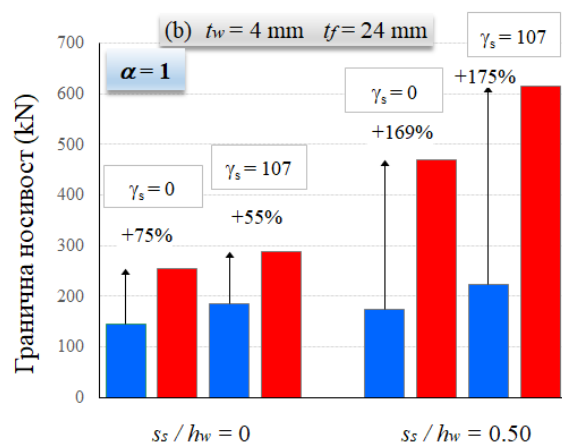 (b) tw = 4 mm tf = 24 mm
α = 1
Гранична носивост (kN)
700
600
500
400
300
200
100
0
γs = 0
+75%
γs = 107
+55%
γs = 0
+169%
γs = 107
+175%
ss / hw = 0
ss / hw = 0.50